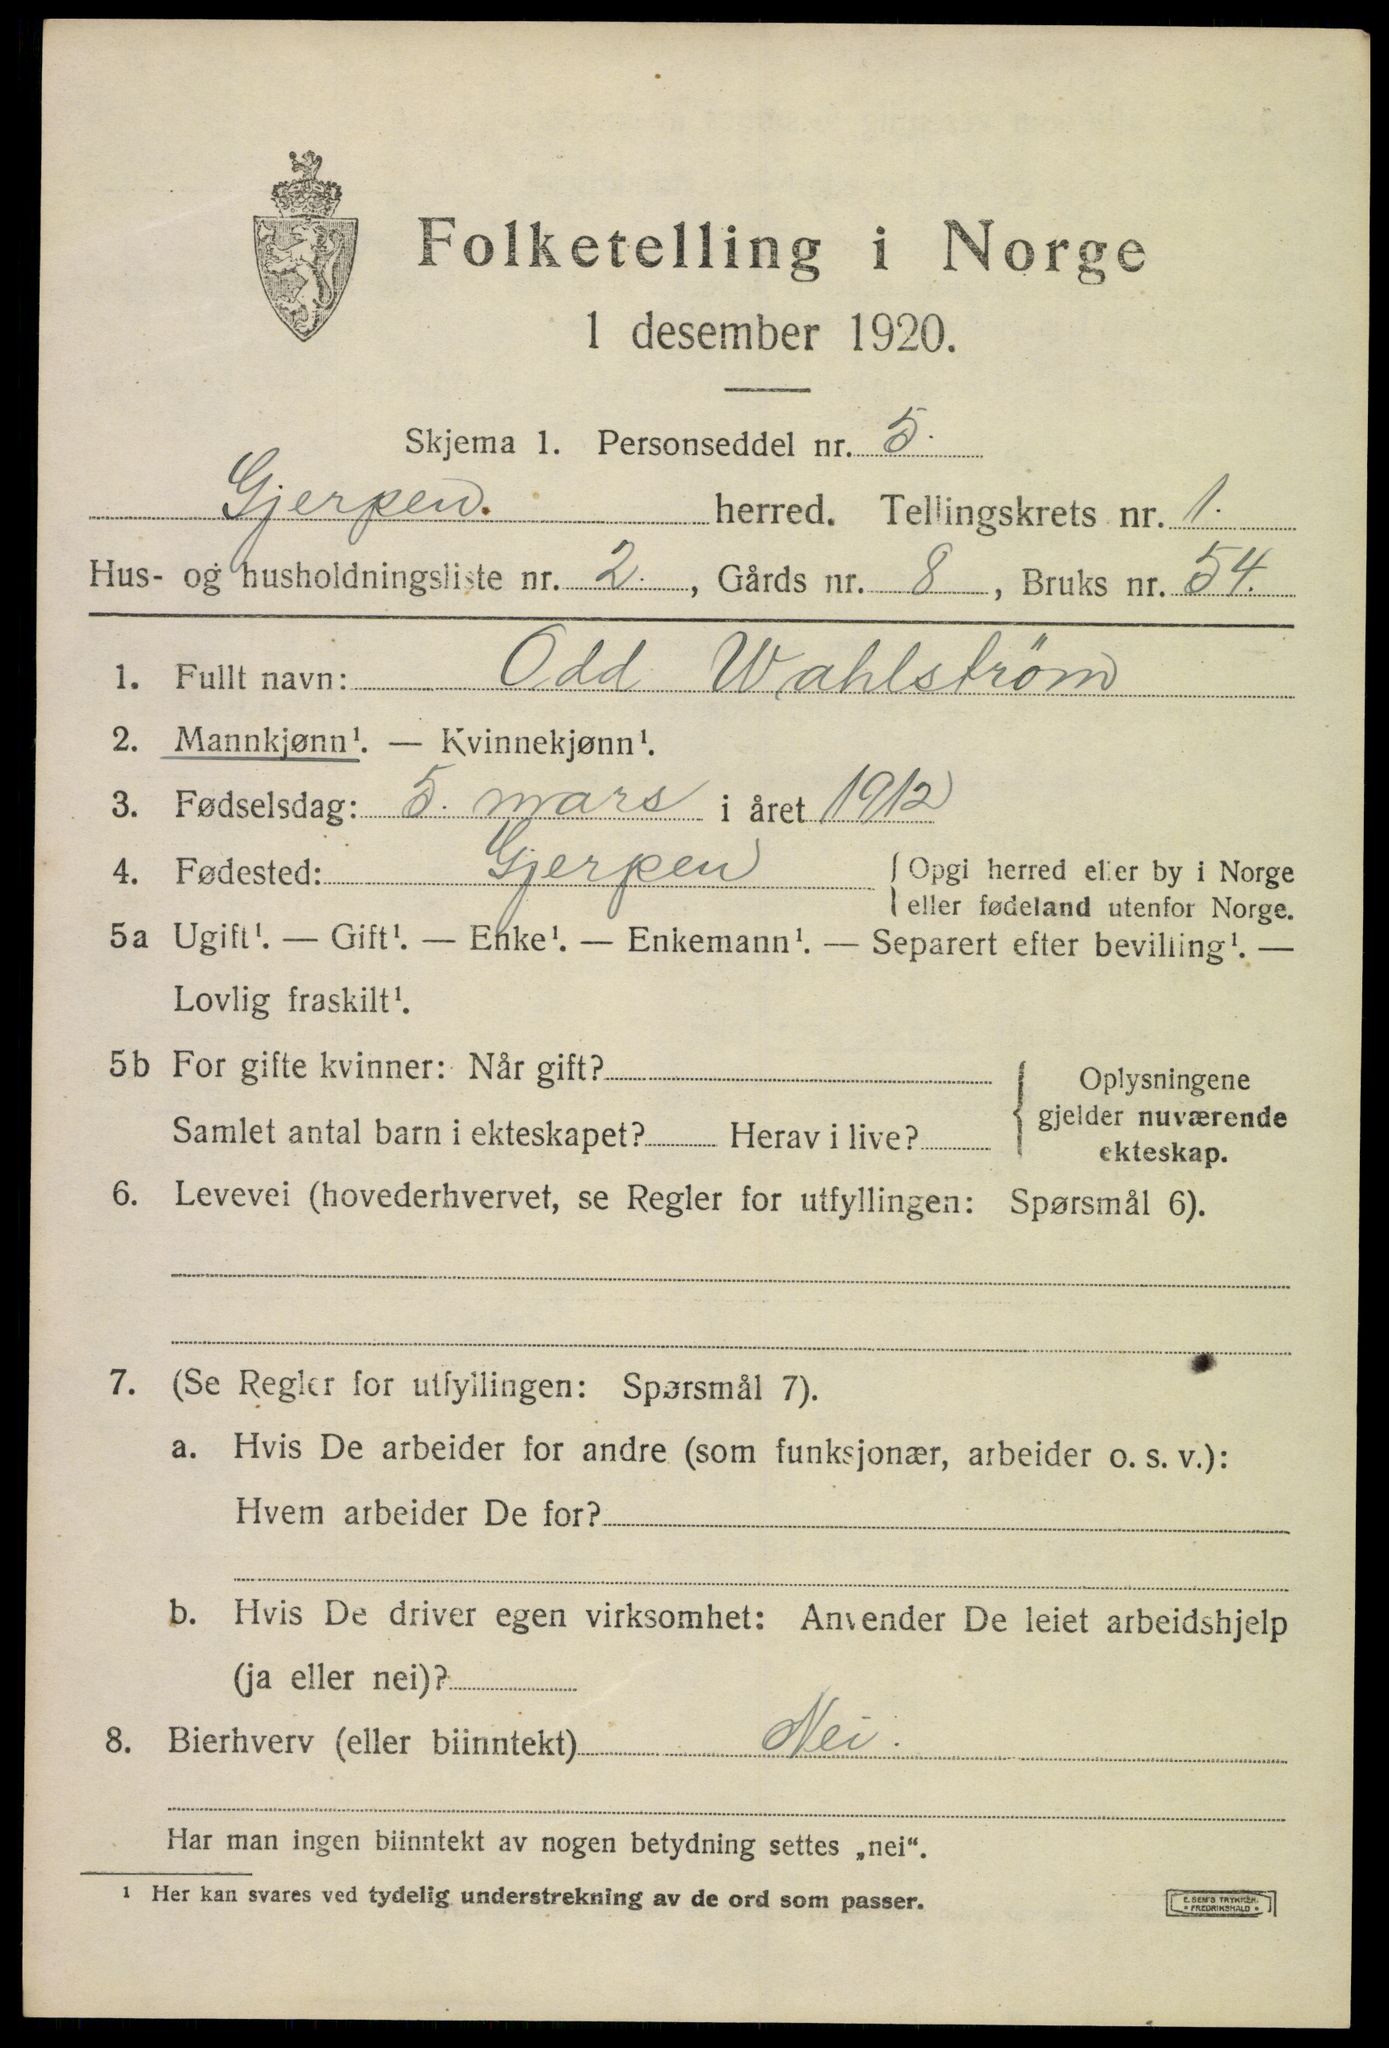 Folketelling i Norge
1 desember 1920.
Skjema 1. Personseddel nr. 5.
Gjerpen. herred. Tellingskrets nr. 1.
Hus- og husholdningsliste nr. 2. , Gårds nr. 8 , Bruks nr. 54.
1. Fullt navn: Odd Wahlstrøm
2. Mannkjønn¹. — Kvinnekjønn¹.
3. Fødselsdag: 5. mars i året 1912
4. Fødested: Gjerpen { Opgi herred eller by i Norge
eller fødeland utenfor Norge.
5a Ugift¹. — Gift¹. — Enke¹. — Enkemann¹. — Separert efter bevilling¹. —
Lovlig fraskilt¹.
5b For gifte kvinner: Når gift?
Samlet antal barn i ekteskapet? Herav i live?
{ Oplysningene
gjelder nuværende
ekteskap.
6. Levevei (hovederhvervet, se Regler for utfyllingen: Spørsmål 6).
7. (Se Regler for utfyllingen: Spørsmål 7).
a. Hvis De arbeider for andre (som funksjonær, arbeider o. s. v.):
Hvem arbeider De for?
b. Hvis De driver egen virksomhet: Anvender De leiet arbeidshjelp
(ja eller nei)?
8. Bierhverv (eller biinntekt) Nei.
Har man ingen biinntekt av nogen betydning settes „nei“.
¹ Her kan svares ved tydelig understrekning av de ord som passer.
E. SEM'S TRYKKERI.
* FREDRIKSHALD *